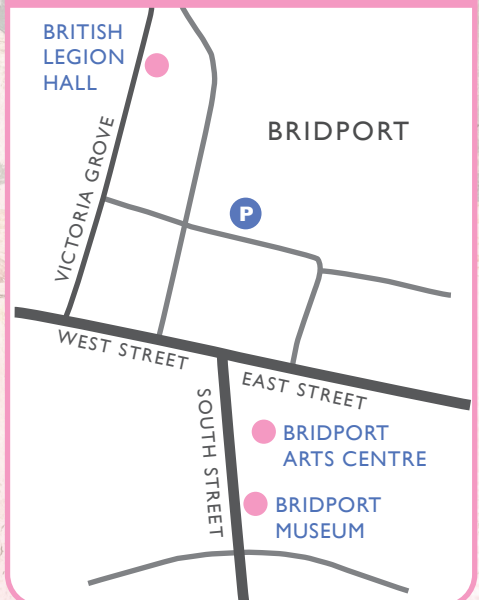 BRITISH
LEGION
HALL
BRIDPORT
VICTORIA GROVE
P
WEST STREET
EAST STREET
SOUTH STREET
BRIDPORT
ARTS CENTRE
BRIDPORT
MUSEUM